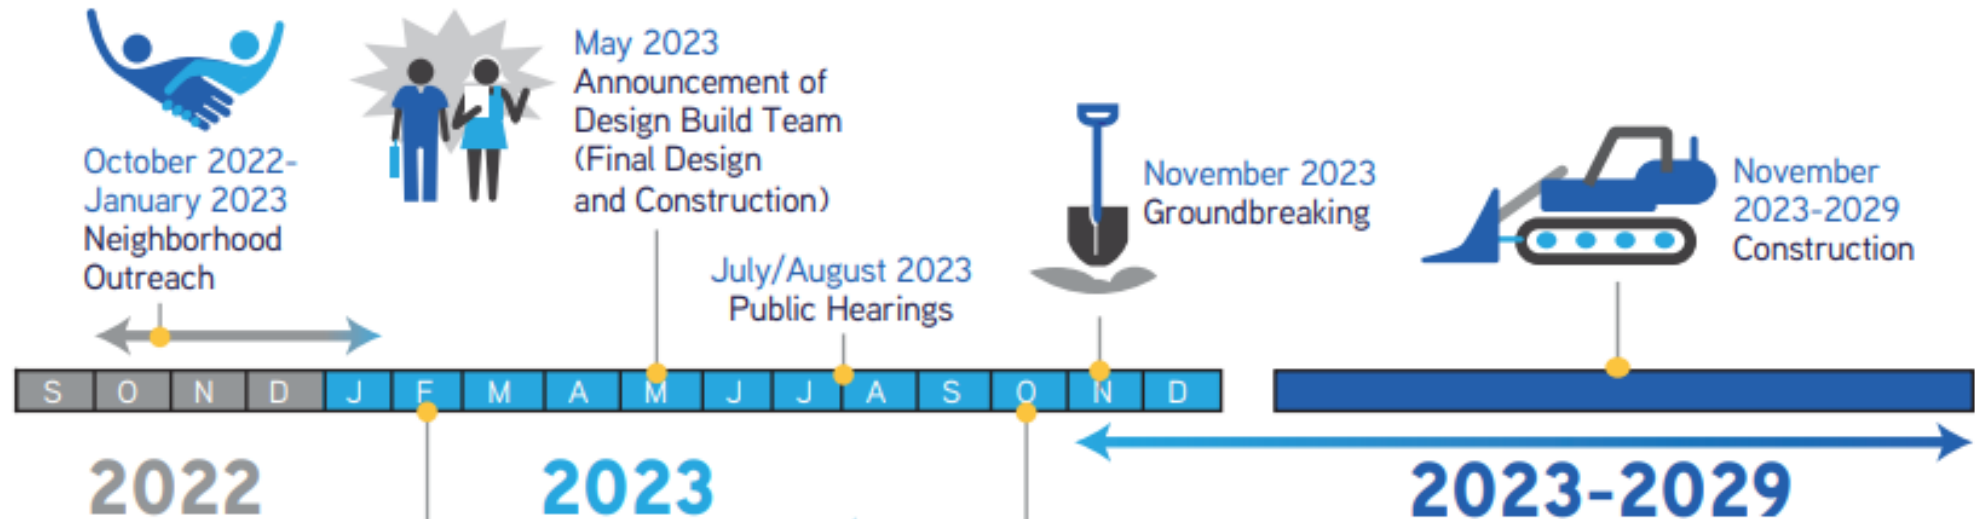 October 2022-
January 2023
Neighborhood
Outreach
May 2023
Announcement of
Design Build Team
(Final Design
and Construction)
July/August 2023
Public Hearings
November 2023
Groundbreaking
November
2023-2029
Construction
S O N D J F M A M J J A S O N D
2022
2023
2023-2029